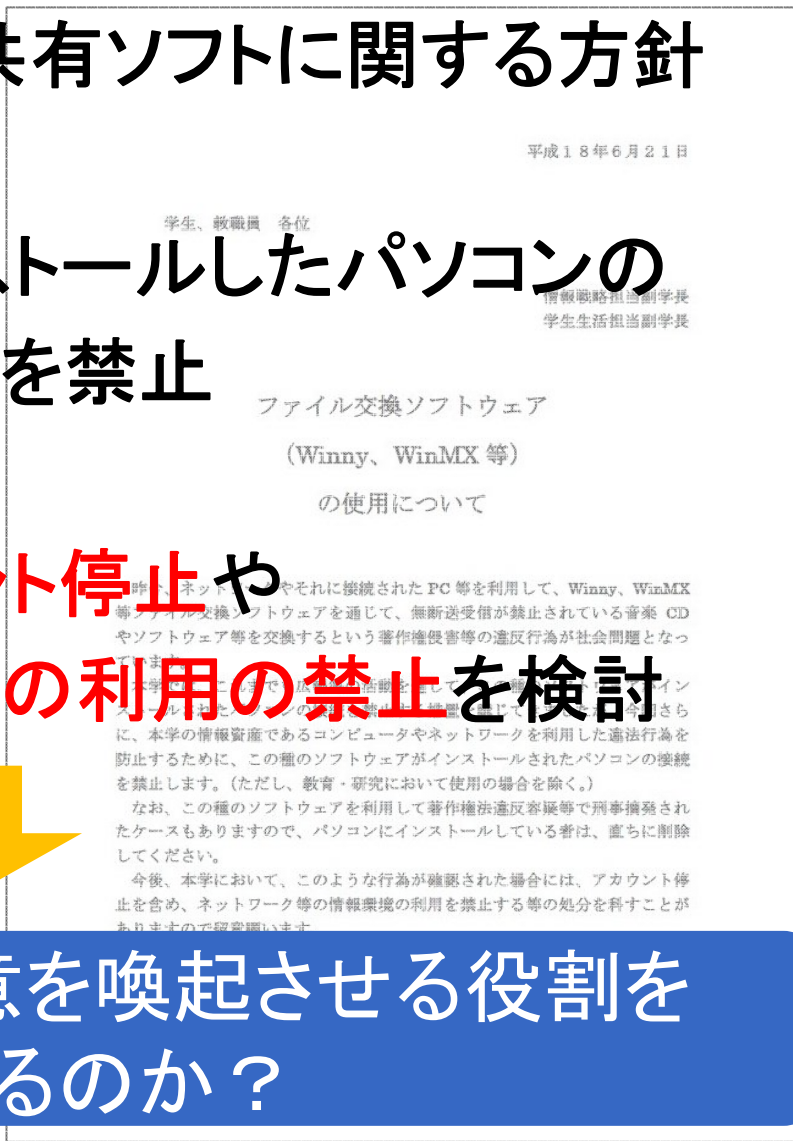 共有ソフトに関する方針
平成１８年６月２１日
学生、教職員 各位
トールしたパソコンの
情報戦略担当副学長
学生生活担当副学長
を禁止
ファイル交換ソフトウェア
（Winny、WinMX 等）
の使用について
ト停止や
やそれに接続された PC 等を利用して、Winny、WinMX
等ファイル交換ソフトウェアを通じて、無断送受信が禁止されている音楽 CD
やソフトウェア等を交換するという著作権侵害等の違反行為が社会問題となっ
ています。
の利用の禁止を検討
に、本学の情報資産であるコンピュータやネットワークを利用した違法行為を
防止するために、この種のソフトウェアがインストールされたパソコンの接続
を禁止します。（ただし、教育・研究において使用の場合を除く。）
なお、この種のソフトウェアを利用して著作権法違反容疑等で刑事摘発され
たケースもありますので、パソコンにインストールしている者は、直ちに削除
してください。
今後、本学において、このような行為が確認された場合には、アカウント停
止を含め、ネットワーク等の情報環境の利用を禁止する等の処分を科すことが
ありますので留意願います
意を喚起させる役割を
るのか？